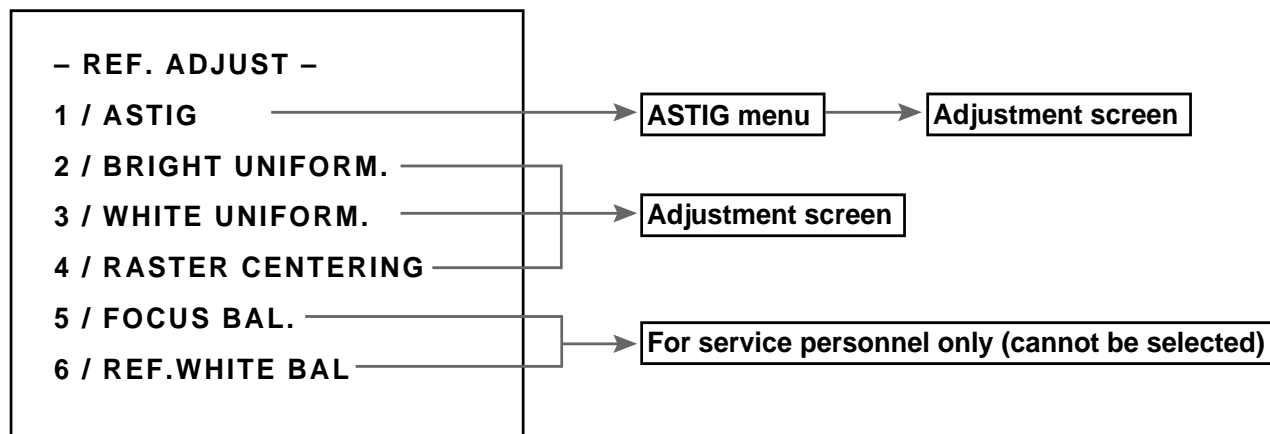 – REF. ADJUST –
1 / ASTIG
ASTIG menu
Adjustment screen
2 / BRIGHT UNIFORM.
3 / WHITE UNIFORM.
Adjustment screen
4 / RASTER CENTERING
5 / FOCUS BAL.
For service personnel only (cannot be selected)
6 / REF.WHITE BAL